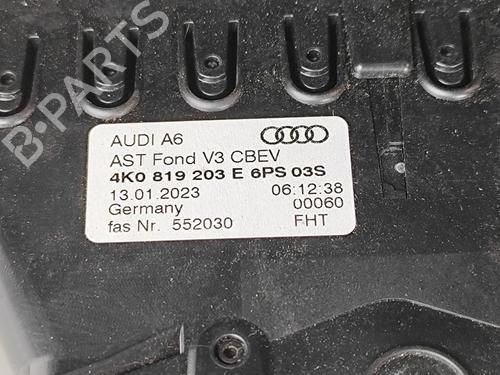 B-PARTS
AUDI A6
AST Fond V3 CBEV
4K0 819 203 E 6PS 03S
13.01.2023 06:12:38
Germany 00060
fas Nr. 552030 FHT